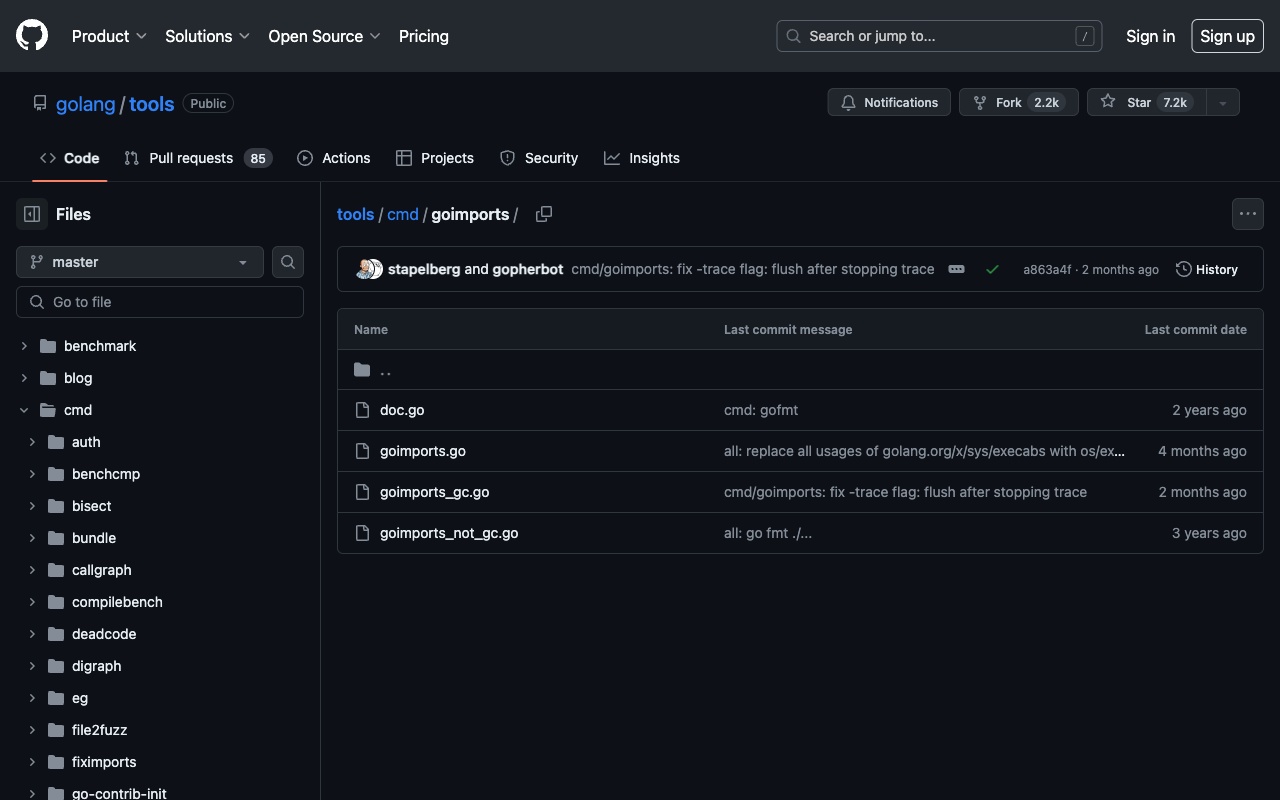 Product Solutions Open Source Pricing Search or jump to... / Sign in Sign up
golang / tools Public Notifications Fork 2.2k Star 7.2k
Code Pull requests 85 Actions Projects Security Insights
Files
master
Go to file
benchmark
blog
cmd
auth
benchcmp
bisect
bundle
callgraph
compilebench
deadcode
digraph
eg
file2fuzz
fiximports
go-contrib-init
tools / cmd / goimports /
stapelberg and gopherbot cmd/goimports: fix -trace flag: flush after stopping trace a863a4f · 2 months ago History
Name Last commit message Last commit date
..
doc.go cmd: gofmt 2 years ago
goimports.go all: replace all usages of golang.org/x/sys/execabs with os/ex… 4 months ago
goimports_gc.go cmd/goimports: fix -trace flag: flush after stopping trace 2 months ago
goimports_not_gc.go all: go fmt ./... 3 years ago